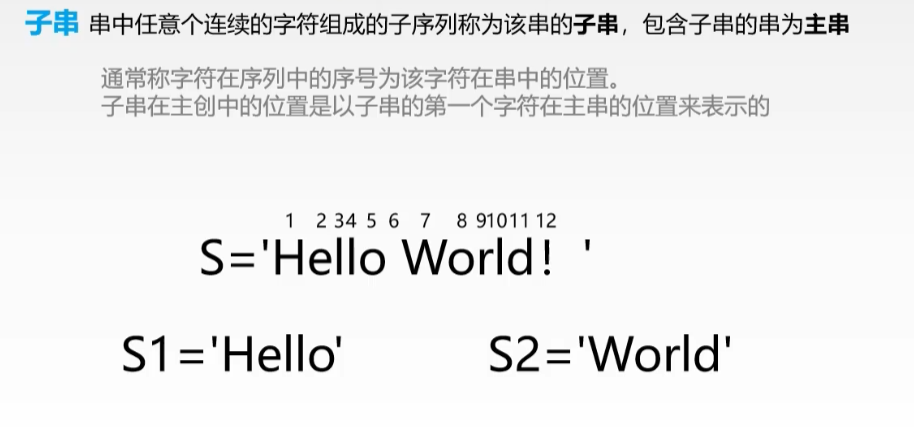 子串 串中任意个连续的字符组成的子序列称为该串的子串，包含子串的串为主串
通常称字符在序列中的序号为该字符在串中的位置。
子串在主创中的位置是以子串的第一个字符在主串的位置来表示的
1 2 3 4 5 6 7 8 9 10 11 12
S='Hello World！'
S1='Hello' S2='World'